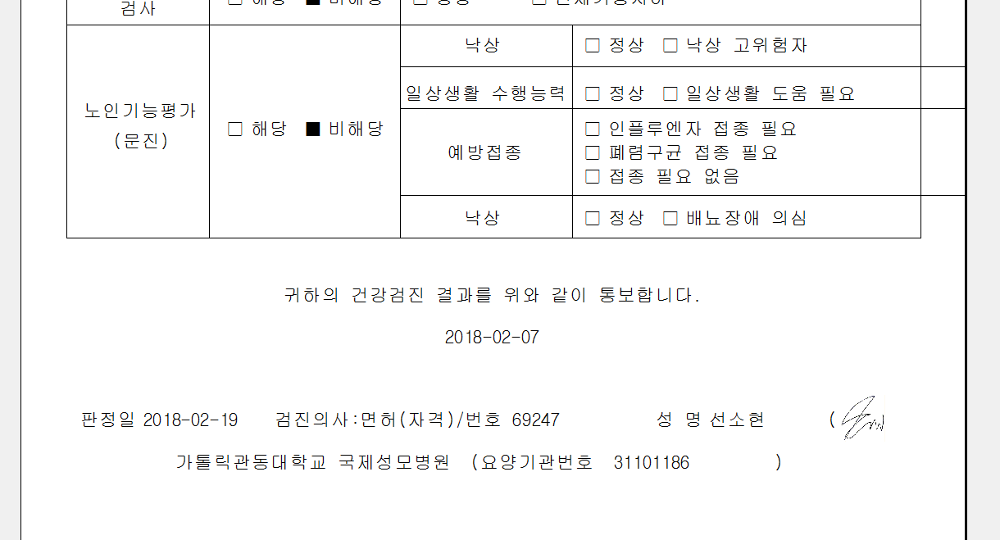 검사
□ 해당 ■ 비해당
□ 정상 □ 인지기능저하
노인기능평가
(문진)
□ 해당 ■ 비해당
낙상
□ 정상 □ 낙상 고위험자
일상생활 수행능력
□ 정상 □ 일상생활 도움 필요
예방접종
□ 인플루엔자 접종 필요
□ 폐렴구균 접종 필요
□ 접종 필요 없음
낙상
□ 정상 □ 배뇨장애 의심
귀하의 건강검진 결과를 위와 같이 통보합니다.
2018-02-07
판정일 2018-02-19 검진의사:면허(자격)/번호 69247 성 명 선소현 (
가톨릭관동대학교 국제성모병원 (요양기관번호 31101186 )